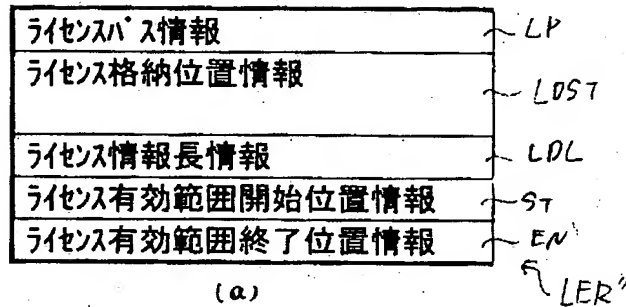 ライセンスパス情報 LP
ライセンス格納位置情報 LDST
ライセンス情報長情報 LDL
ライセンス有効範囲開始位置情報 ST
ライセンス有効範囲終了位置情報 EN'
(a) LER"